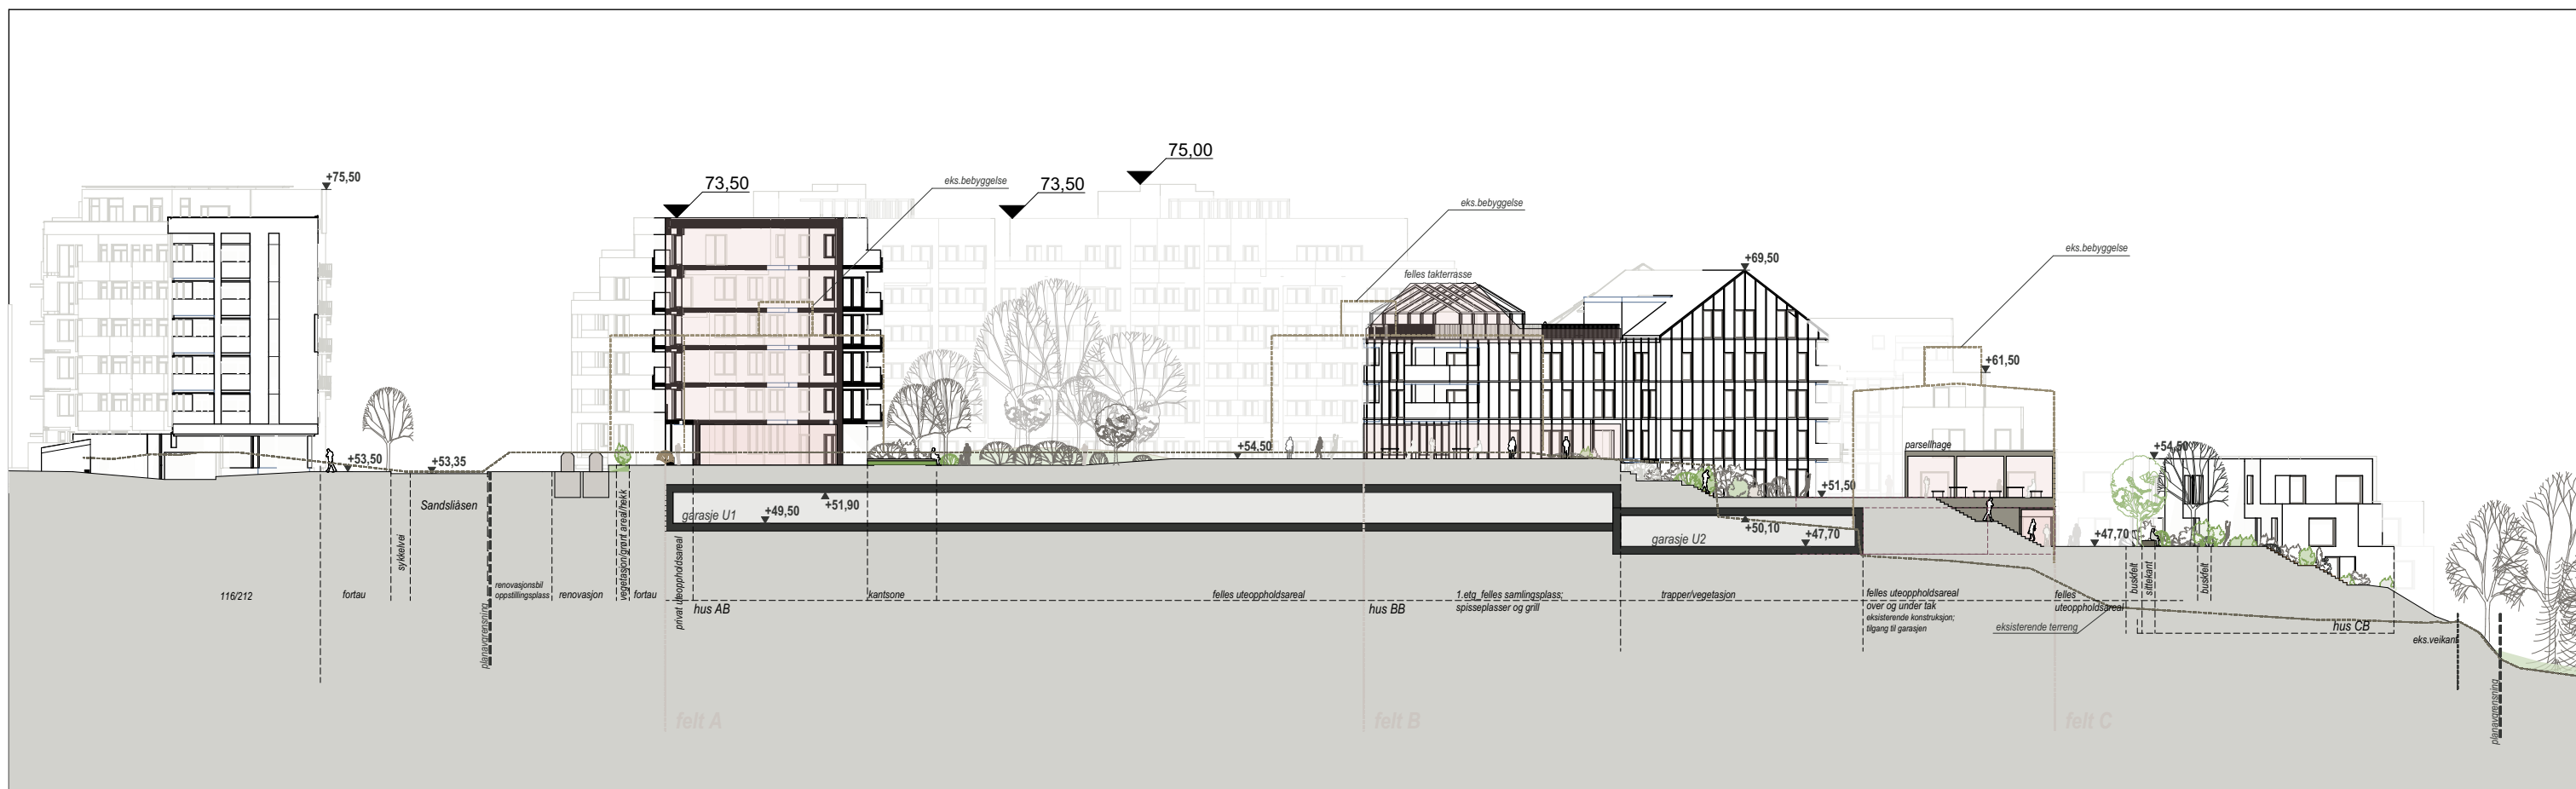 75,00
+75,50
73,50
eks.bebyggelse
73,50
eks.bebyggelse
eks.bebyggelse
+69,50
felles takterrasse
+61,50
parsellhage
+54,50
+54,50
+53,50
+53,35
+51,50
Sandsliåsen
garasje U1
+49,50
+51,90
garasje U2
+50,10
+47,70
+47,70
116/212
fortau
sykkelvei
planavgrensning
renovasjonsbil
oppstillingsplass
renovasjon
vegetasjon/grønt areal/hekk
fortau
privat uteoppholdsareal
hus AB
kantsone
felles uteoppholdsareal
hus BB
1.etg_felles samlingsplass;
spisseplasser og grill
trapper/vegetasjon
felles uteoppholdsareal
over og under tak
eksisterende konstruksjon;
tilgang til garasjen
eksisterende terreng
felles
uteoppholdsareal
buskfelt
sittekant
buskfelt
hus CB
eks.veikant
planavgrensning
felt A
felt B
felt C